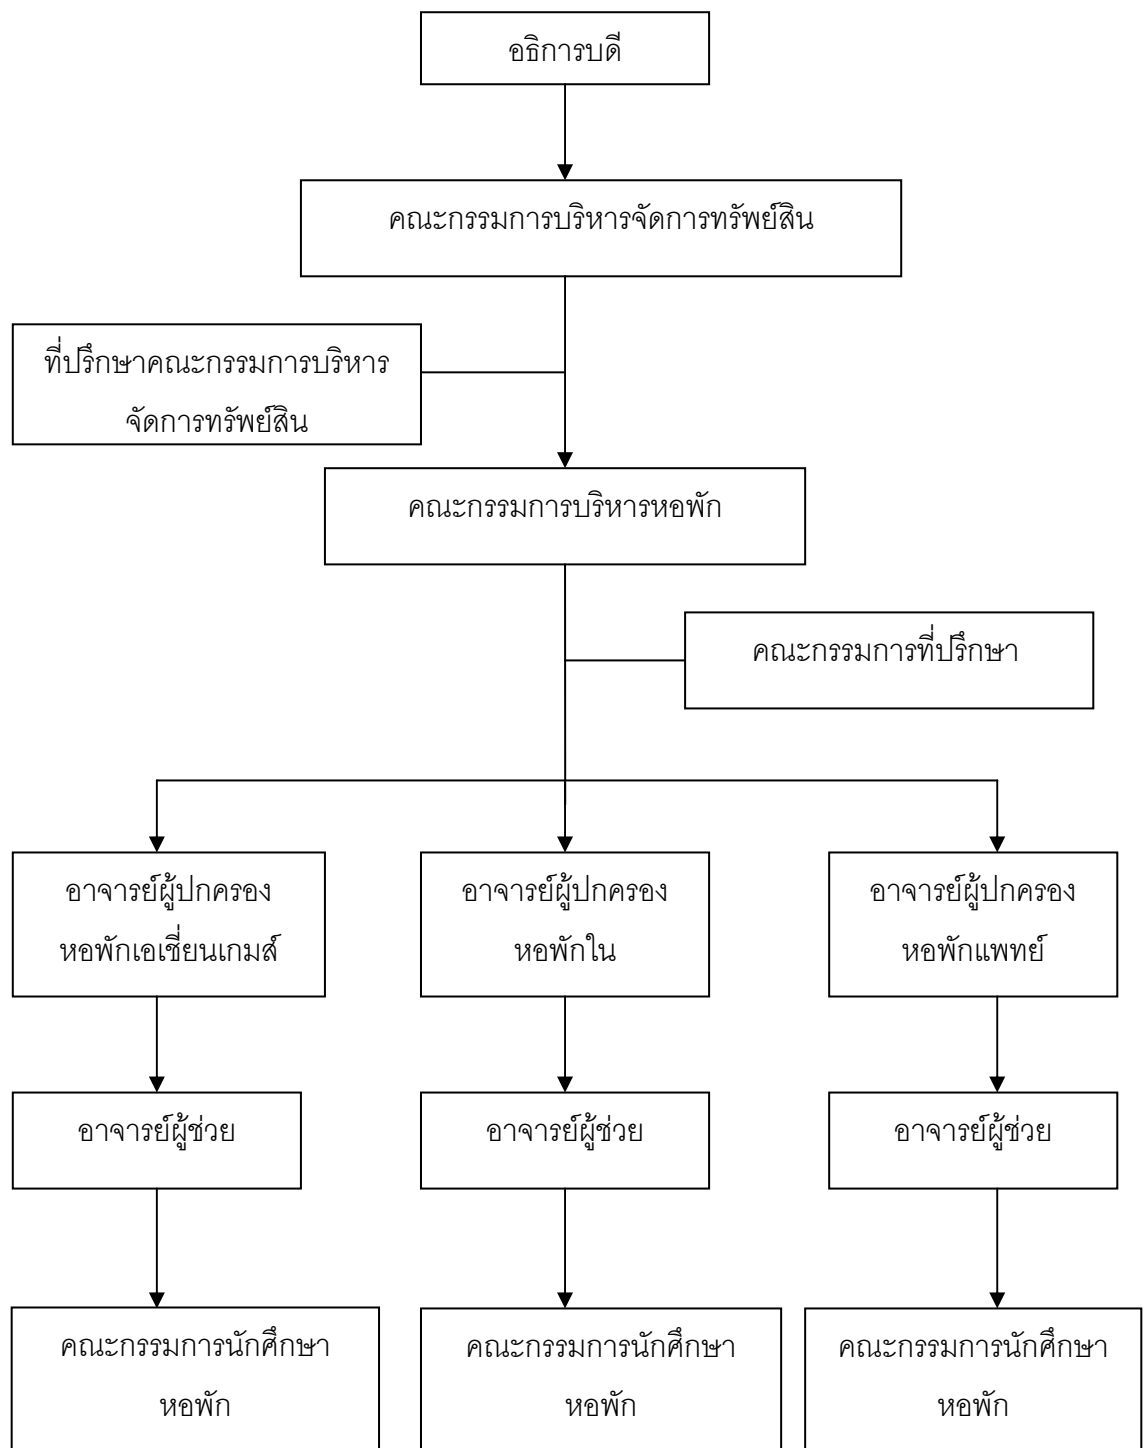 อธิการบดี
คณะกรรมการบริหารจัดการทรัพย์สิน
ที่ปรึกษาคณะกรรมการบริหาร
จัดการทรัพย์สิน
คณะกรรมการบริหารหอพัก
คณะกรรมการที่ปรึกษา
อาจารย์ผู้ปกครอง
หอพักเอเชี่ยนเกมส์
อาจารย์ผู้ปกครอง
หอพักใน
อาจารย์ผู้ปกครอง
หอพักแพทย์
อาจารย์ผู้ช่วย
อาจารย์ผู้ช่วย
อาจารย์ผู้ช่วย
คณะกรรมการนักศึกษา
หอพัก
คณะกรรมการนักศึกษา
หอพัก
คณะกรรมการนักศึกษา
หอพัก